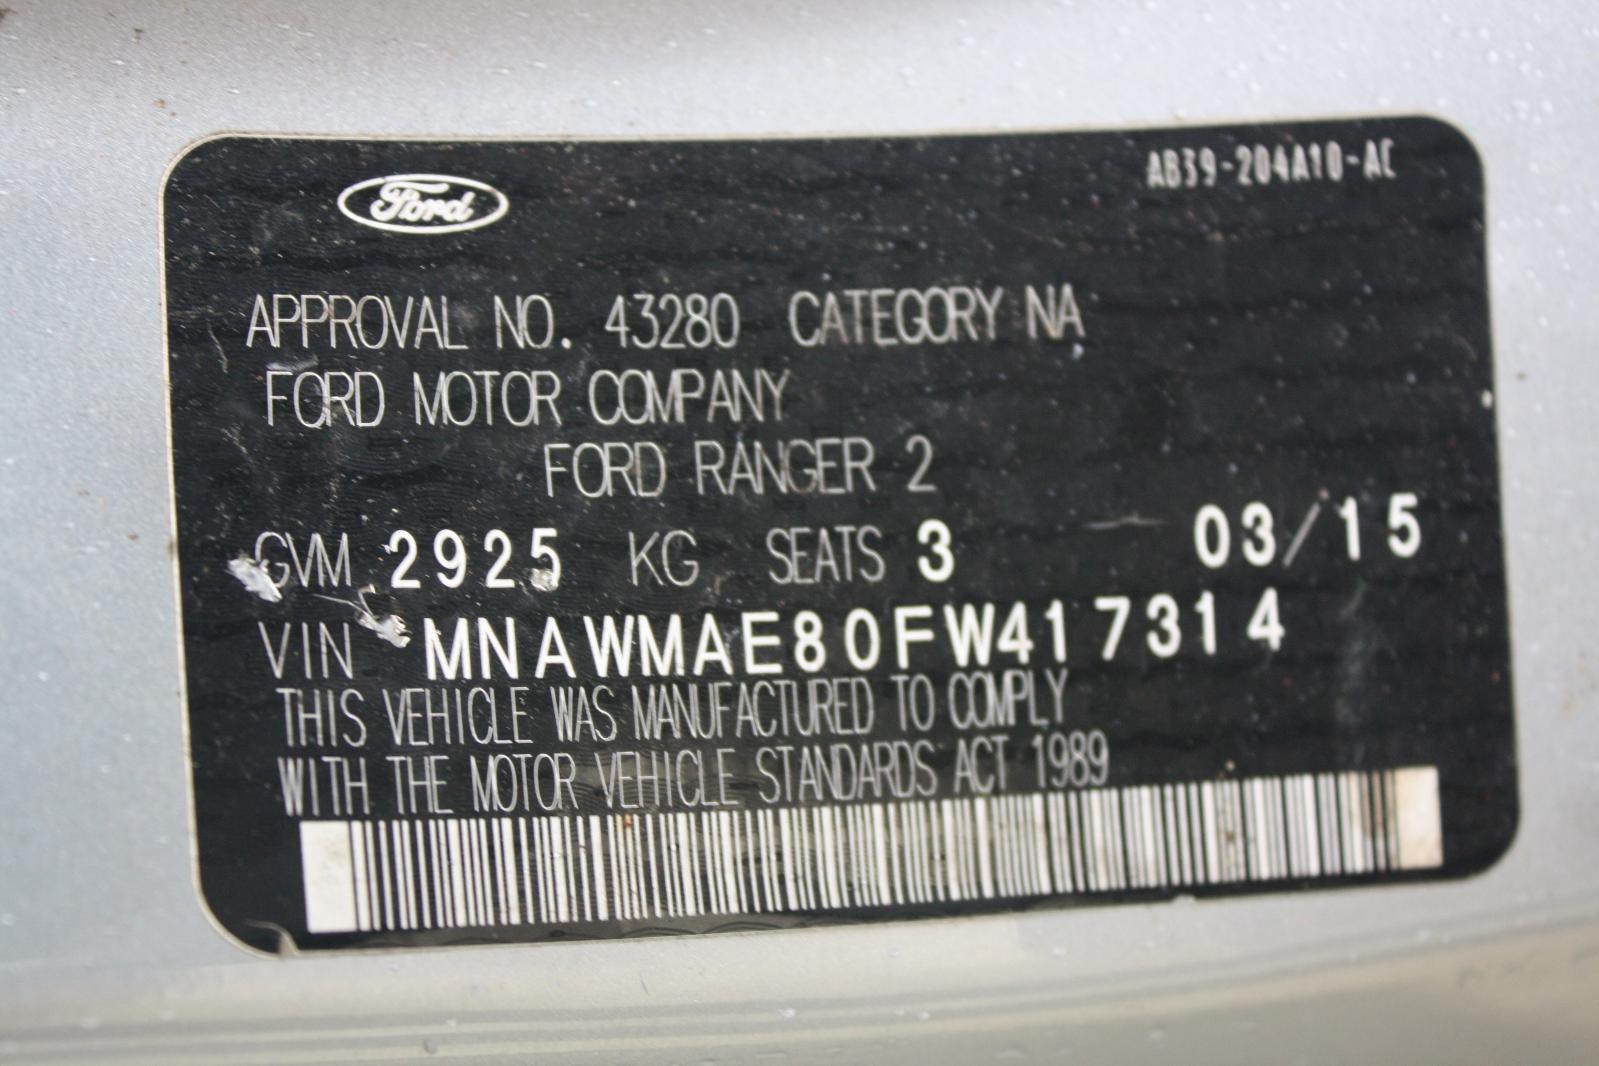 AB39-204A10-AC
Ford
APPROVAL NO. 43280 CATEGORY NA
FORD MOTOR COMPANY
FORD RANGER 2
GVM 2925 KG SEATS 3 03/15
VIN MNAWMAE80FW417314
THIS VEHICLE WAS MANUFACTURED TO COMPLY
WITH THE MOTOR VEHICLE STANDARDS ACT 1989